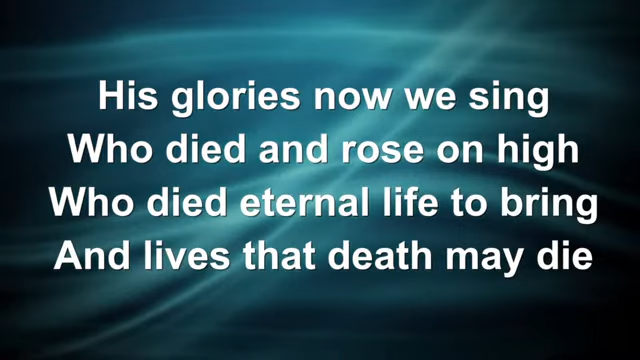 His glories now we sing
Who died and rose on high
Who died eternal life to bring
And lives that death may die